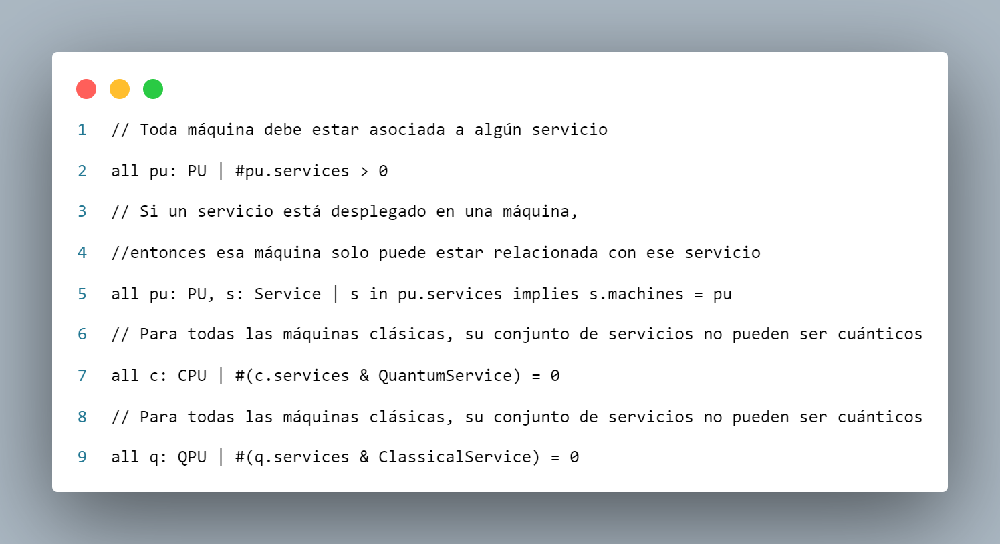 1 // Toda máquina debe estar asociada a algún servicio
2 all pu: PU | #pu.services > 0
3 // Si un servicio está desplegado en una máquina,
4 //entonces esa máquina solo puede estar relacionada con ese servicio
5 all pu: PU, s: Service | s in pu.services implies s.machines = pu
6 // Para todas las máquinas clásicas, su conjunto de servicios no pueden ser cuánticos
7 all c: CPU | #(c.services & QuantumService) = 0
8 // Para todas las máquinas clásicas, su conjunto de servicios no pueden ser cuánticos
9 all q: QPU | #(q.services & ClassicalService) = 0